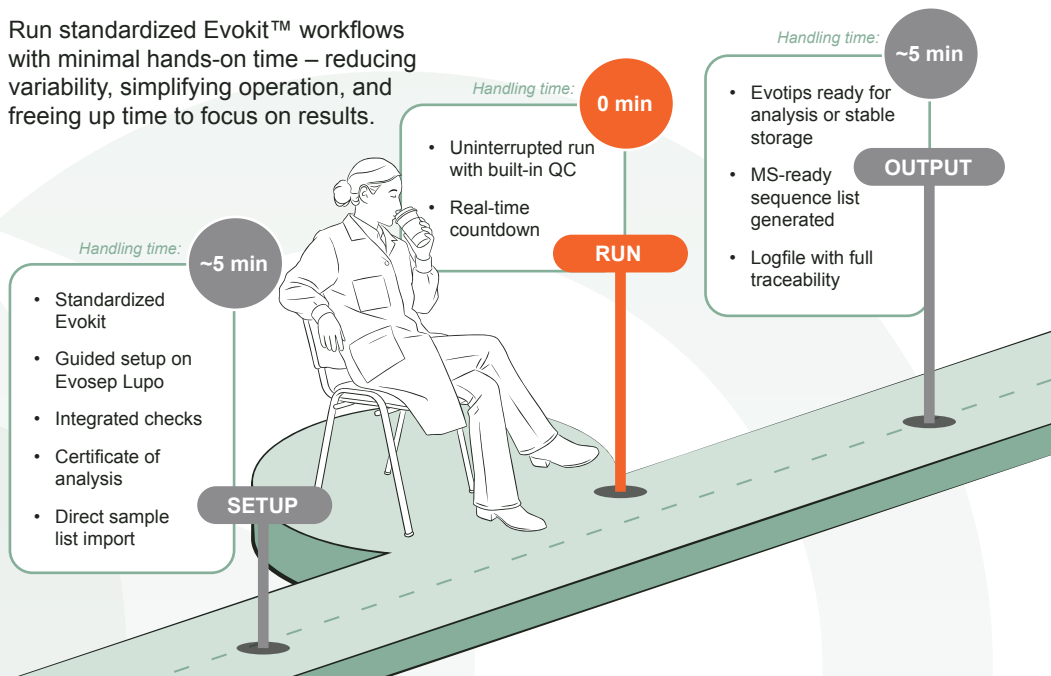 Run standardized Evokit™ workflows
with minimal hands-on time – reducing
variability, simplifying operation, and
freeing up time to focus on results.
Handling time:
~5 min
• Standardized
Evokit
• Guided setup on
Evosep Lupo
• Integrated checks
• Certificate of
analysis
• Direct sample
list import
SETUP
Handling time:
0 min
• Uninterrupted run
with built-in QC
• Real-time
countdown
RUN
Handling time:
~5 min
• Evotips ready for
analysis or stable
storage
• MS-ready
sequence list
generated
• Logfile with full
traceability
OUTPUT